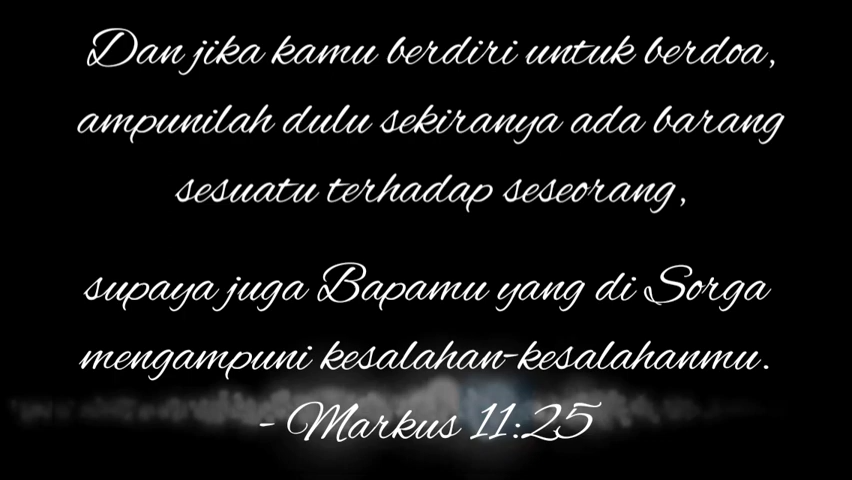 Dan jika kamu berdiri untuk berdoa,
ampunilah dulu sekiranya ada barang
sesuatu terhadap seseorang,
supaya juga Bapamu yang di Sorga
mengampuni kesalahan-kesalahanmu.
- Markus 11:25